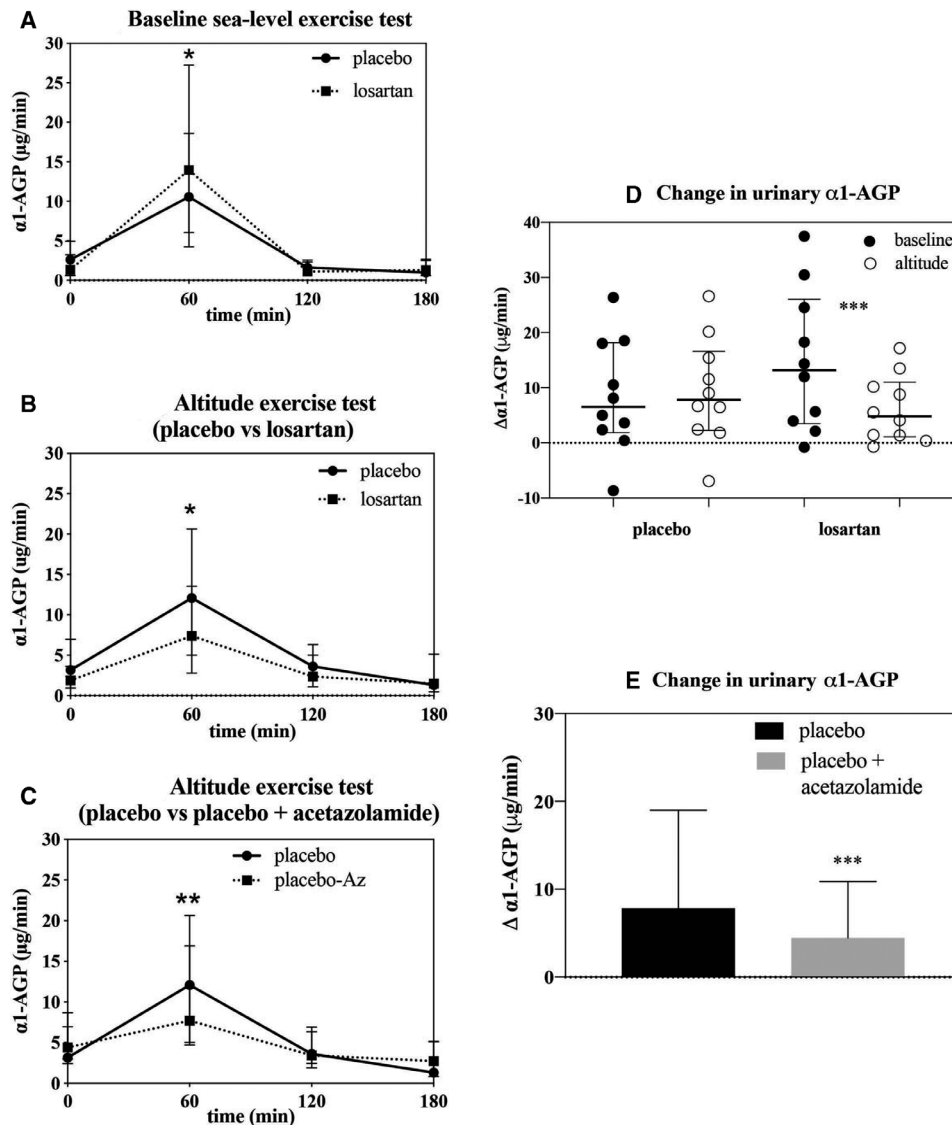 A
Baseline sea-level exercise test
α1-AGP (µg/min)
30
25
20
15
10
5
0
*
placebo
losartan
0 60 120 180
time (min)
B
Altitude exercise test
(placebo vs losartan)
α1-AGP (ug/min)
30
25
20
15
10
5
0
*
placebo
losartan
0 60 120 180
time (min)
C
Altitude exercise test
(placebo vs placebo + acetazolamide)
α1-AGP (µg/min)
30
25
20
15
10
5
0
**
placebo
placebo-Az
0 60 120 180
time (min)
D Change in urinary α1-AGP
Δα1-AGP (µg/min)
40
30
20
10
0
-10
baseline
altitude
***
placebo losartan
E Change in urinary α1-AGP
Δ α1-AGP (µg/min)
30
20
10
0
placebo
placebo +
acetazolamide
***